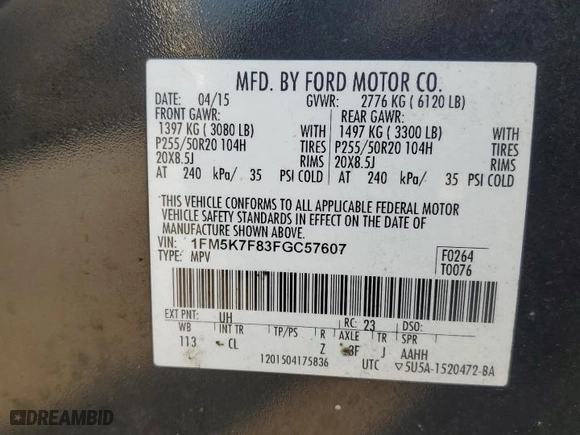 MFD. BY FORD MOTOR CO.
DATE: 04/15 GVWR: 2776 KG ( 6120 LB)
FRONT GAWR: REAR GAWR:
1397 KG ( 3080 LB) WITH 1497 KG ( 3300 LB) WITH
P255/50R20 104H TIRES P255/50R20 104H TIRES
20X8.5J RIMS 20X8.5J RIMS
AT 240 kPa/ 35 PSI COLD AT 240 kPa/ 35 PSI COLD
THIS VEHICLE CONFORMS TO ALL APPLICABLE FEDERAL MOTOR
VEHICLE SAFETY STANDARDS IN EFFECT ON THE DATE OF
MANUFACTURE SHOWN ABOVE.
VIN: 1FM5K7F83FGC57607
TYPE: MPV
F0264
T0076
EXT PNT: UH RC: 23 DSO:
WB INT TR TP/PS R AXLE TR SPR
113 CL Z 3F J AAHH
1201504175836 UTC ▽5U5A-1520472-BA
DREAMBID